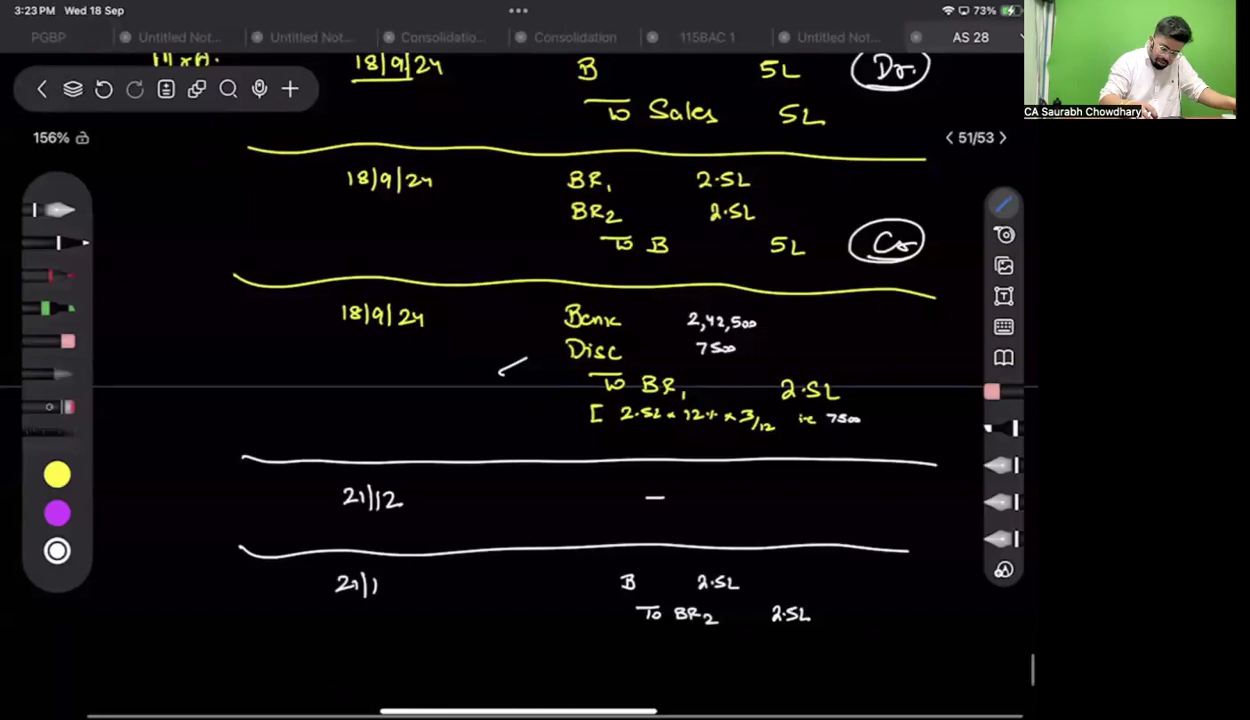 3:23 PM Wed 18 Sep
73%
PGBP
Untitled Not...
Untitled Not...
Consolidatio...
Consolidation
115BAC 1
Untitled Not...
AS 28
18/9/24 B 5L Dr.
To Sales 5L
156%
51/53
CA Saurabh Chowdhary
18/9/24 BR1 2.5L
BR2 2.5L
To B 5L Cr
18/9/24 Bank 2,42,500
Disc 7500
To BR1 2.5L
[ 2.5L × 12% × 3/12 ie 7500
21/12 —
21/1 B 2.5L
To BR2 2.5L